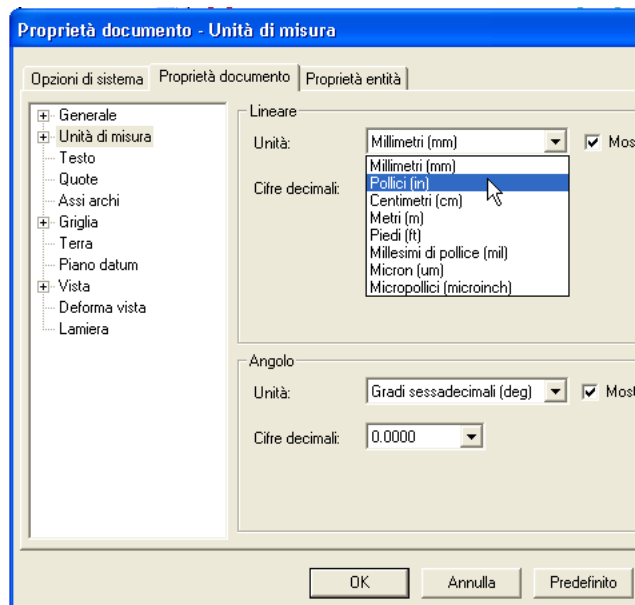 Proprietà documento - Unità di misura
Opzioni di sistema Proprietà documento Proprietà entità
Generale
Unità di misura
Testo
Quote
Assi archi
Griglia
Terra
Piano datum
Vista
Deforma vista
Lamiera
Lineare
Unità: Millimetri (mm) Mos
Millimetri (mm)
Pollici (in)
Cifre decimali:
Centimetri (cm)
Metri (m)
Piedi (ft)
Millesimi di pollice (mil)
Micron (um)
Micropollici (microinch)
Angolo
Unità: Gradi sessadecimali (deg) Most
Cifre decimali: 0.0000
OK Annulla Predefinito